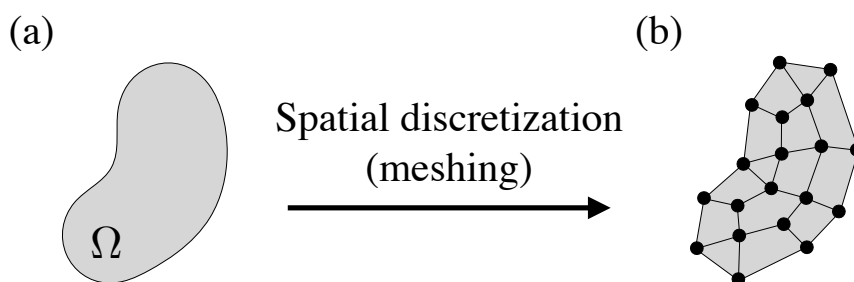 (a)
(b)
Spatial discretization
(meshing)
Ω